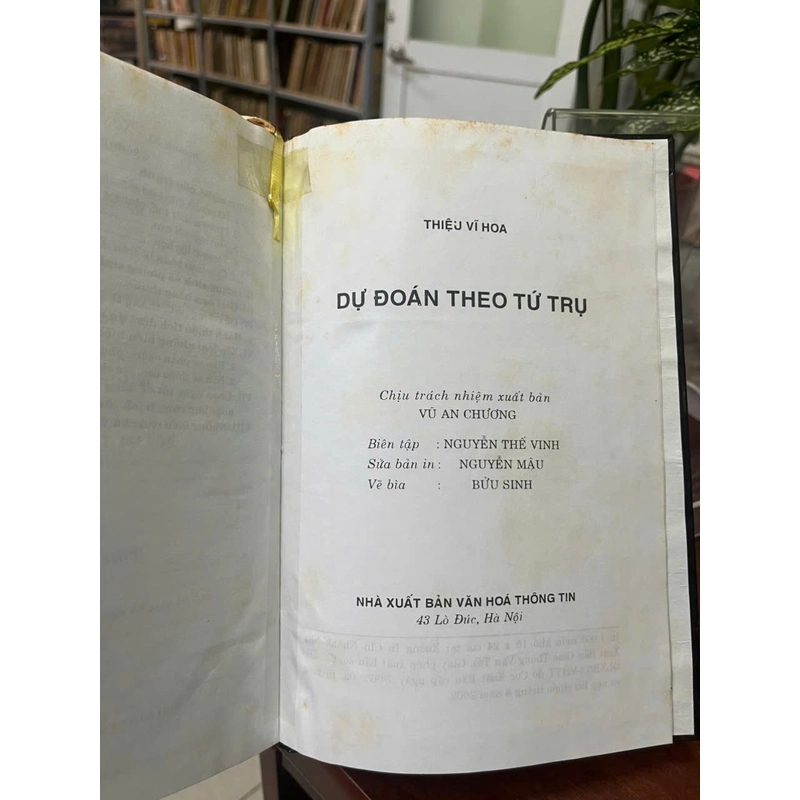 THIỆU VĨ HOA
DỰ ĐOÁN THEO TỨ TRỤ
Chịu trách nhiệm xuất bản
VŨ AN CHƯƠNG
Biên tập : NGUYỄN THẾ VINH
Sửa bản in : NGUYỄN MẬU
Vẽ bìa : BỬU SINH
NHÀ XUẤT BẢN VĂN HOÁ THÔNG TIN
43 Lò Đúc, Hà Nội